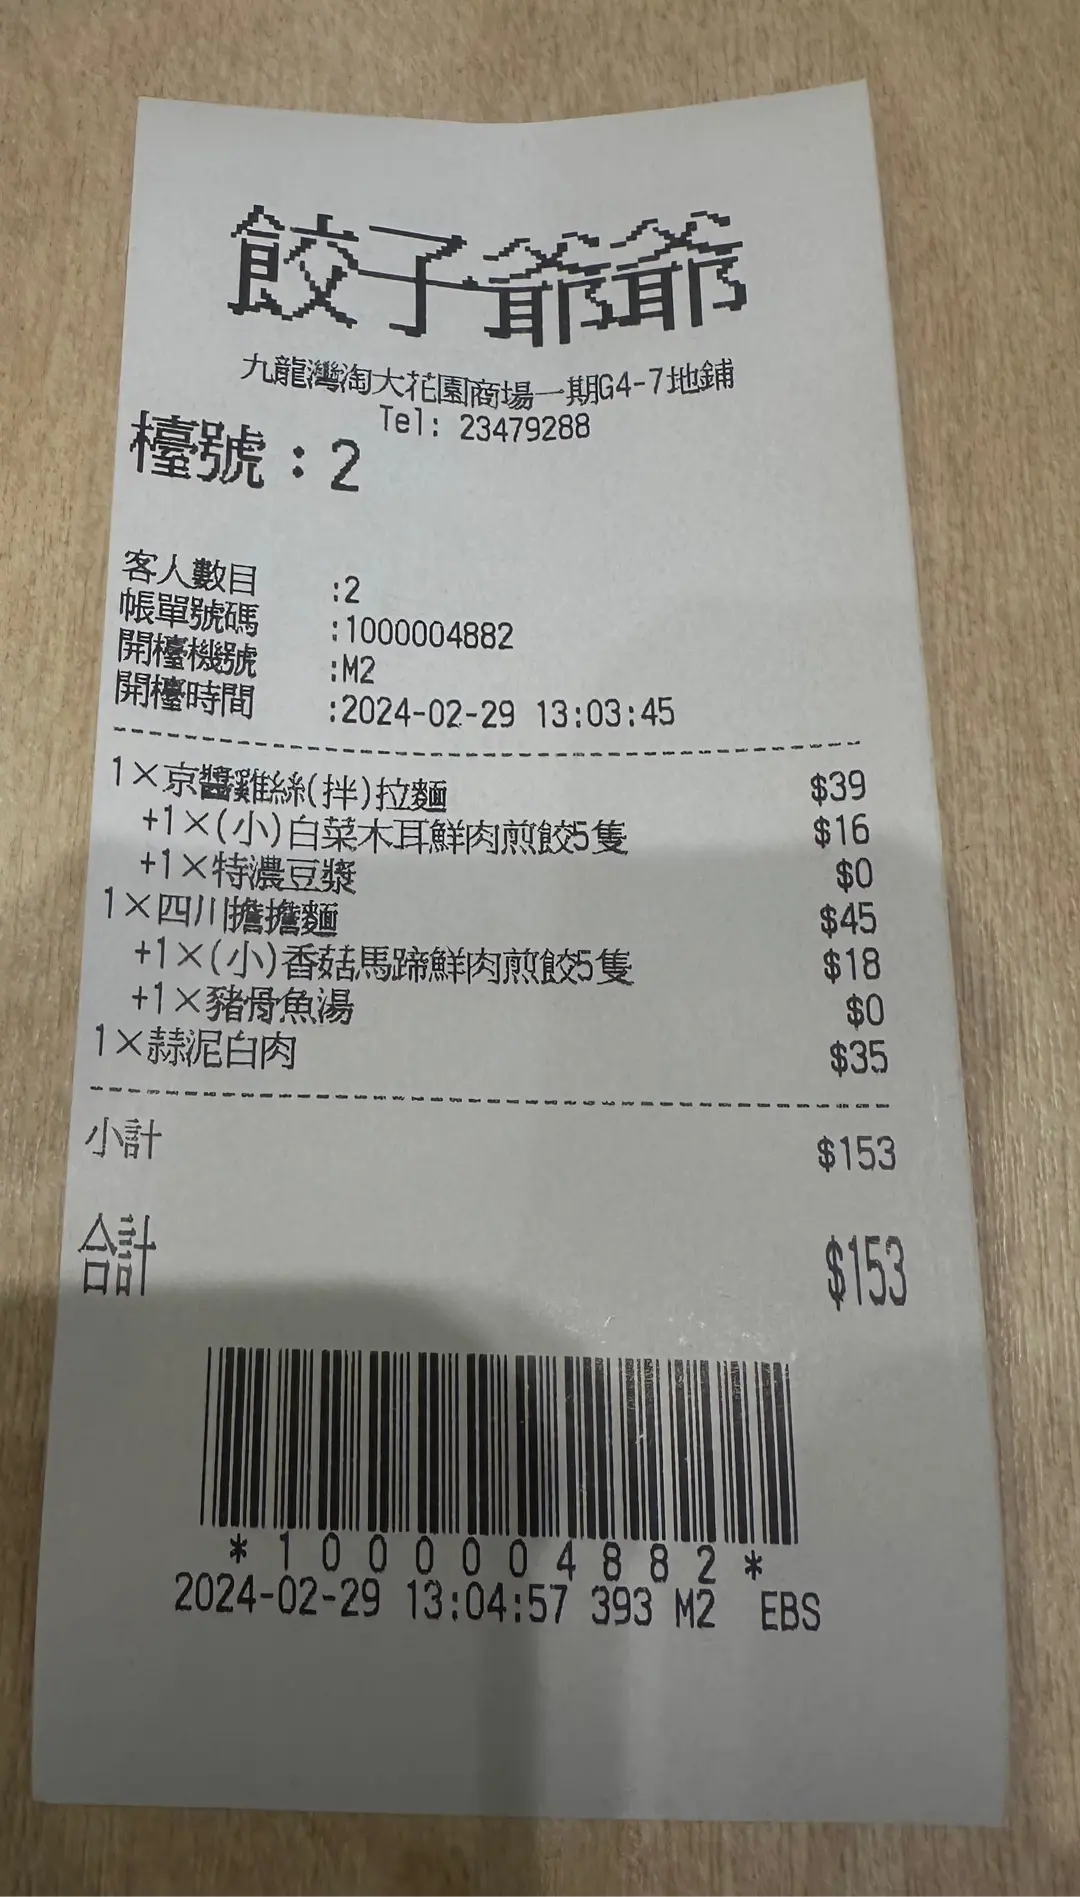 餃子爺爺
九龍灣淘大花園商場一期G4-7地鋪
Tel: 23479288
檯號：2
客人數目 :2
帳單號碼 :1000004882
開檯機號 :M2
開檯時間 :2024-02-29 13:03:45
1×京醬雞絲(拌)拉麵 $39
+1×(小)白菜木耳鮮肉煎餃5隻 $16
+1×特濃豆漿 $0
1×四川擔擔麵 $45
+1×(小)香菇馬蹄鮮肉煎餃5隻 $18
+1×豬骨魚湯 $0
1×蒜泥白肉 $35
小計 $153
合計 $153
*1000004882*
2024-02-29 13:04:57 393 M2 EBS